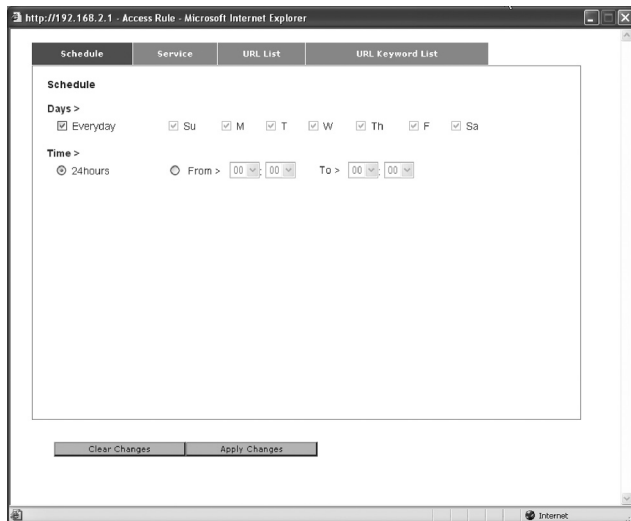 http://192.168.2.1 - Access Rule - Microsoft Internet Explorer
Schedule Service URL List URL Keyword List
Schedule
Days >
Everyday Su M T W Th F Sa
Time >
24hours From > 00 : 00 To > 00 : 00
Clear Changes Apply Changes
Internet